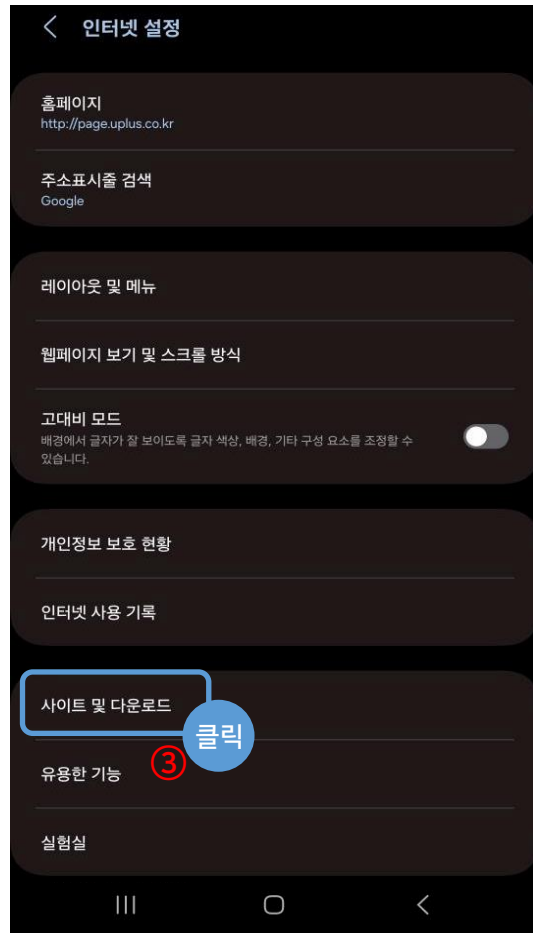 인터넷 설정
홈페이지
http://page.uplus.co.kr
주소표시줄 검색
Google
레이아웃 및 메뉴
웹페이지 보기 및 스크롤 방식
고대비 모드
배경에서 글자가 잘 보이도록 글자 색상, 배경, 기타 구성 요소를 조정할 수
있습니다.
개인정보 보호 현황
인터넷 사용 기록
사이트 및 다운로드
클릭
유용한 기능
③
실험실